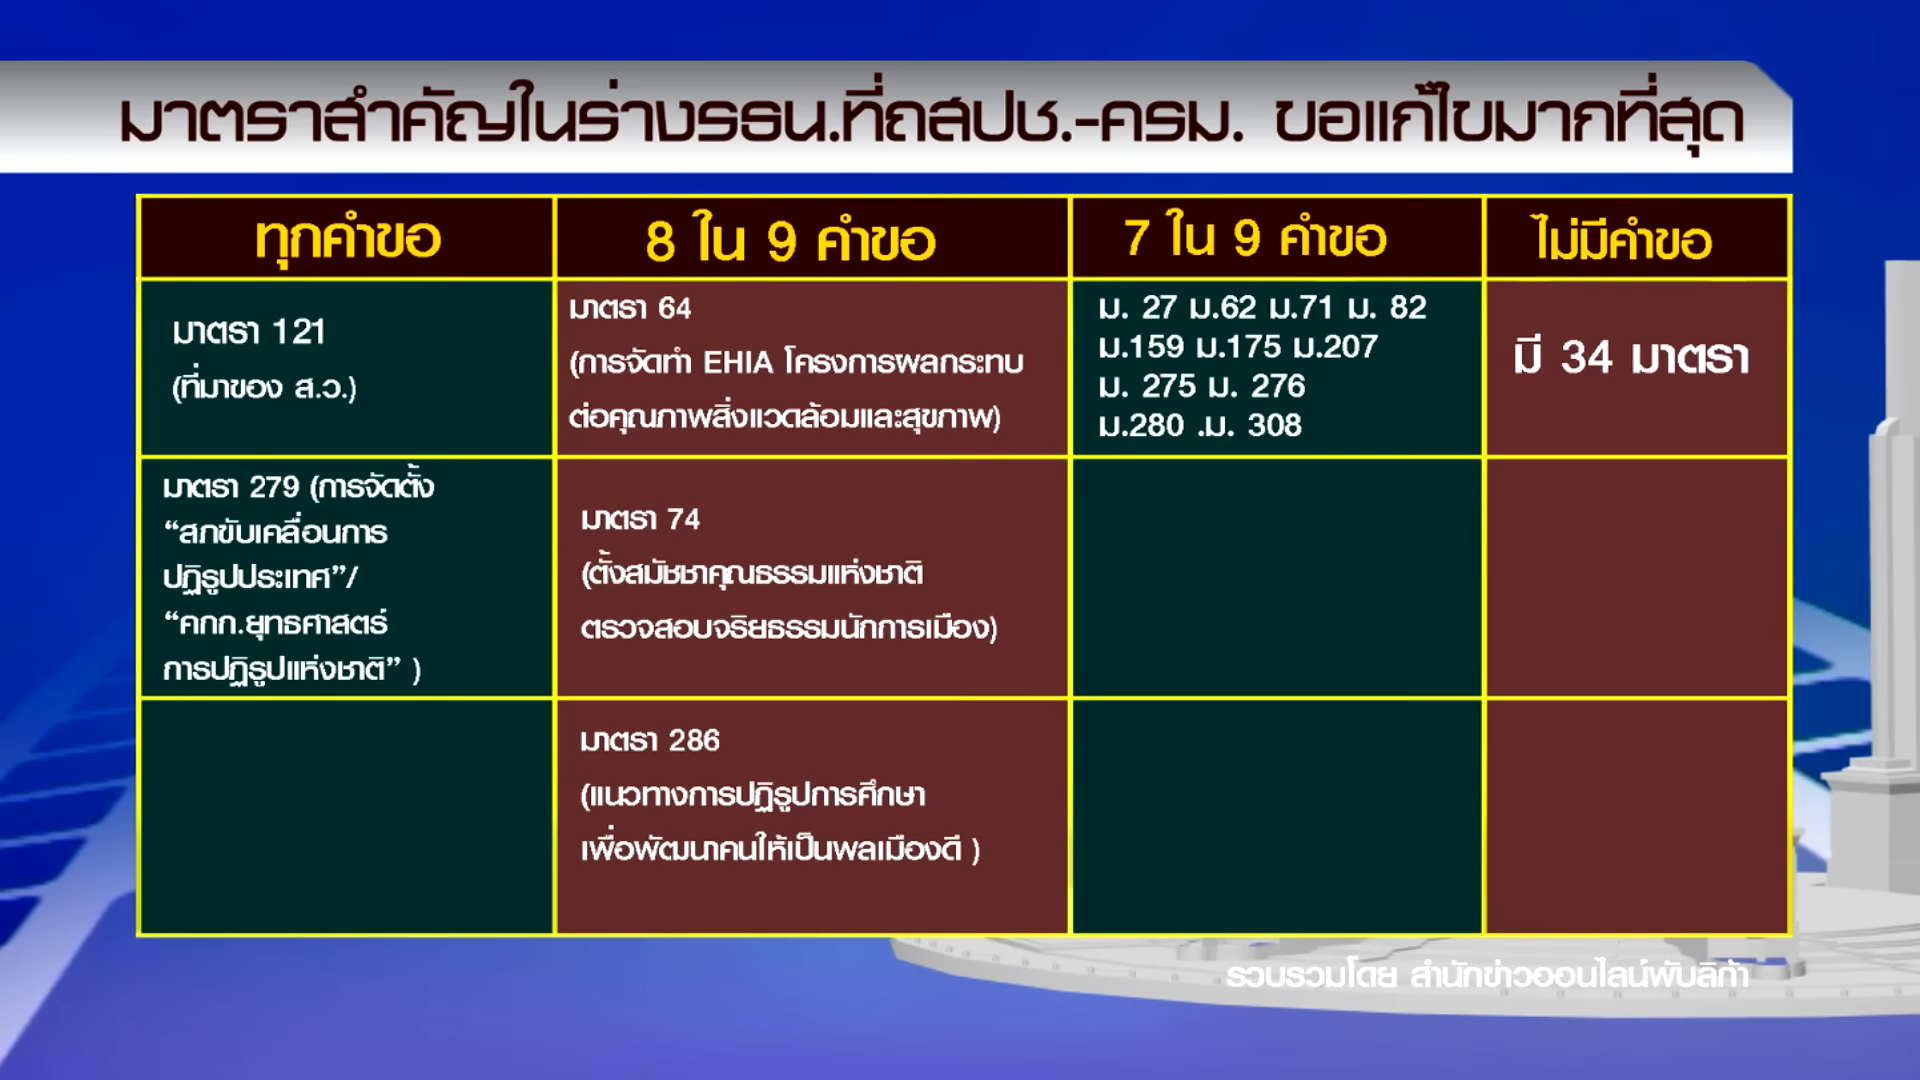 มาตราสำคัญในร่างรธน.ที่ถสปช.-ครม. ขอแก้ไขมากที่สุด
ทุกคำขอ
8 ใน 9 คำขอ
7 ใน 9 คำขอ
ไม่มีคำขอ
มาตรา 121
(ที่มาของ ส.ว.)
มาตรา 64
(การจัดทำ EHIA โครงการผลกระทบ
ต่อคุณภาพสิ่งแวดล้อมและสุขภาพ)
ม. 27 ม.62 ม.71 ม. 82
ม.159 ม.175 ม.207
ม. 275 ม. 276
ม.280 .ม. 308
มี 34 มาตรา
มาตรา 279 (การจัดตั้ง
“สภขับเคลื่อนการ
ปฏิรูปประเทศ”/
“คกก.ยุทธศาสตร์
การปฏิรูปแห่งชาติ” )
มาตรา 74
(ตั้งสมัชชาคุณธรรมแห่งชาติ
ตรวจสอบจริยธรรมนักการเมือง)
มาตรา 286
(แนวทางการปฏิรูปการศึกษา
เพื่อพัฒนาคนให้เป็นพลเมืองดี )
รวบรวมโดย สำนักข่าวออนไลน์พับลิก้า